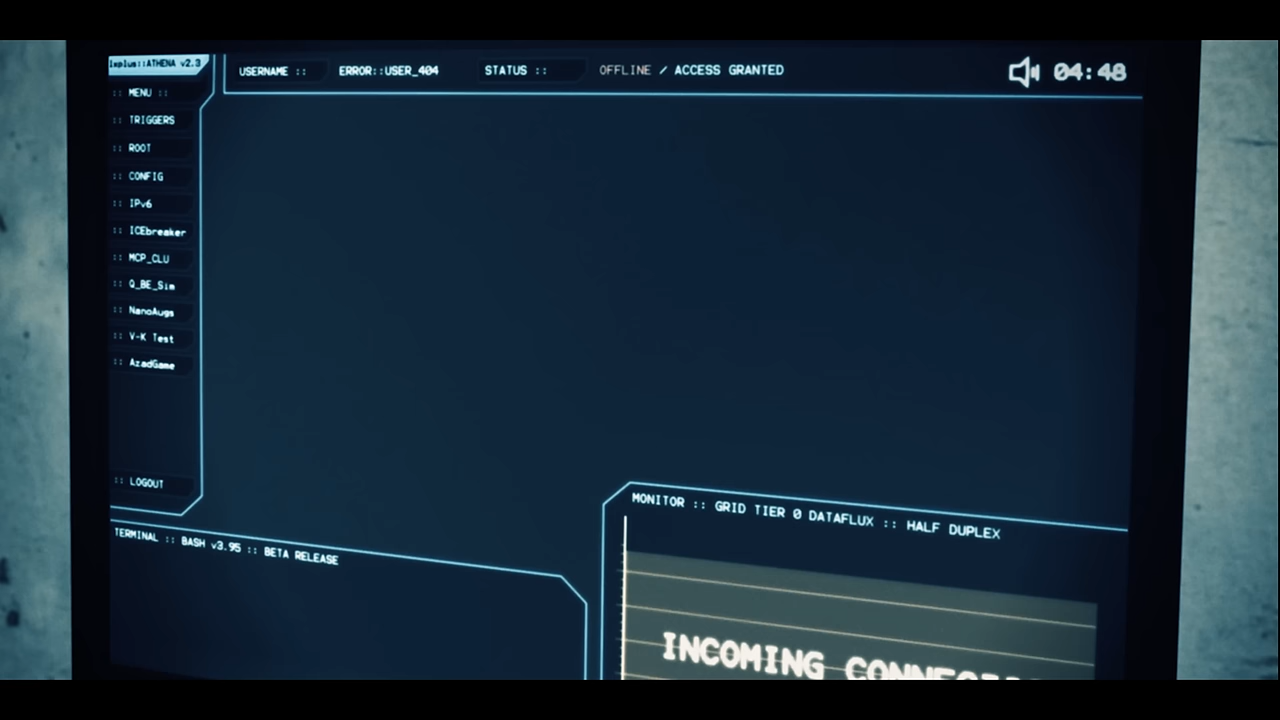 ::ATHENA v2.3
USERNAME :: ERROR::USER_404 STATUS :: OFFLINE / ACCESS GRANTED 04:48
:: MENU ::
:: TRIGGERS
:: ROOT
:: CONFIG
:: IPv6
:: ICEbreaker
:: MCP_CLU
:: Q_BE_Sim
:: NanoAugs
:: V-K Test
:: AzadGame
:: LOGOUT
MONITOR :: GRID TIER 0 DATAFLUX :: HALF DUPLEX
TERMINAL :: BASH v3.95 :: BETA RELEASE
INCOMING